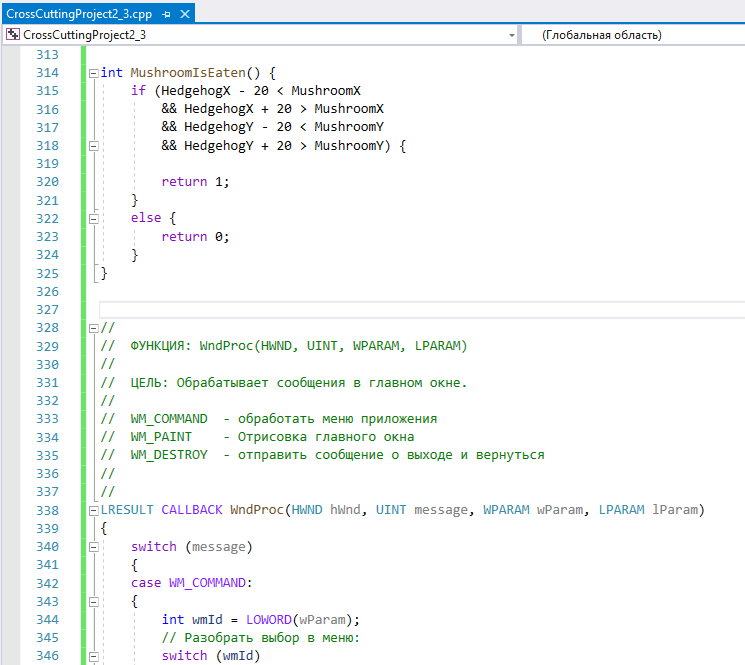 CrossCuttingProject2_3.cpp
CrossCuttingProject2_3 (Глобальная область)
313
314 int MushroomIsEaten() {
315 if (HedgehogX - 20 < MushroomX
316 && HedgehogX + 20 > MushroomX
317 && HedgehogY - 20 < MushroomY
318 && HedgehogY + 20 > MushroomY) {
319
320 return 1;
321 }
322 else {
323 return 0;
324 }
325 }
326
327
328 //
329 // ФУНКЦИЯ: WndProc(HWND, UINT, WPARAM, LPARAM)
330 //
331 // ЦЕЛЬ: Обрабатывает сообщения в главном окне.
332 //
333 // WM_COMMAND - обработать меню приложения
334 // WM_PAINT - Отрисовка главного окна
335 // WM_DESTROY - отправить сообщение о выходе и вернуться
336 //
337 //
338 LRESULT CALLBACK WndProc(HWND hWnd, UINT message, WPARAM wParam, LPARAM lParam)
339 {
340 switch (message)
341 {
342 case WM_COMMAND:
343 {
344 int wmId = LOWORD(wParam);
345 // Разобрать выбор в меню:
346 switch (wmId)